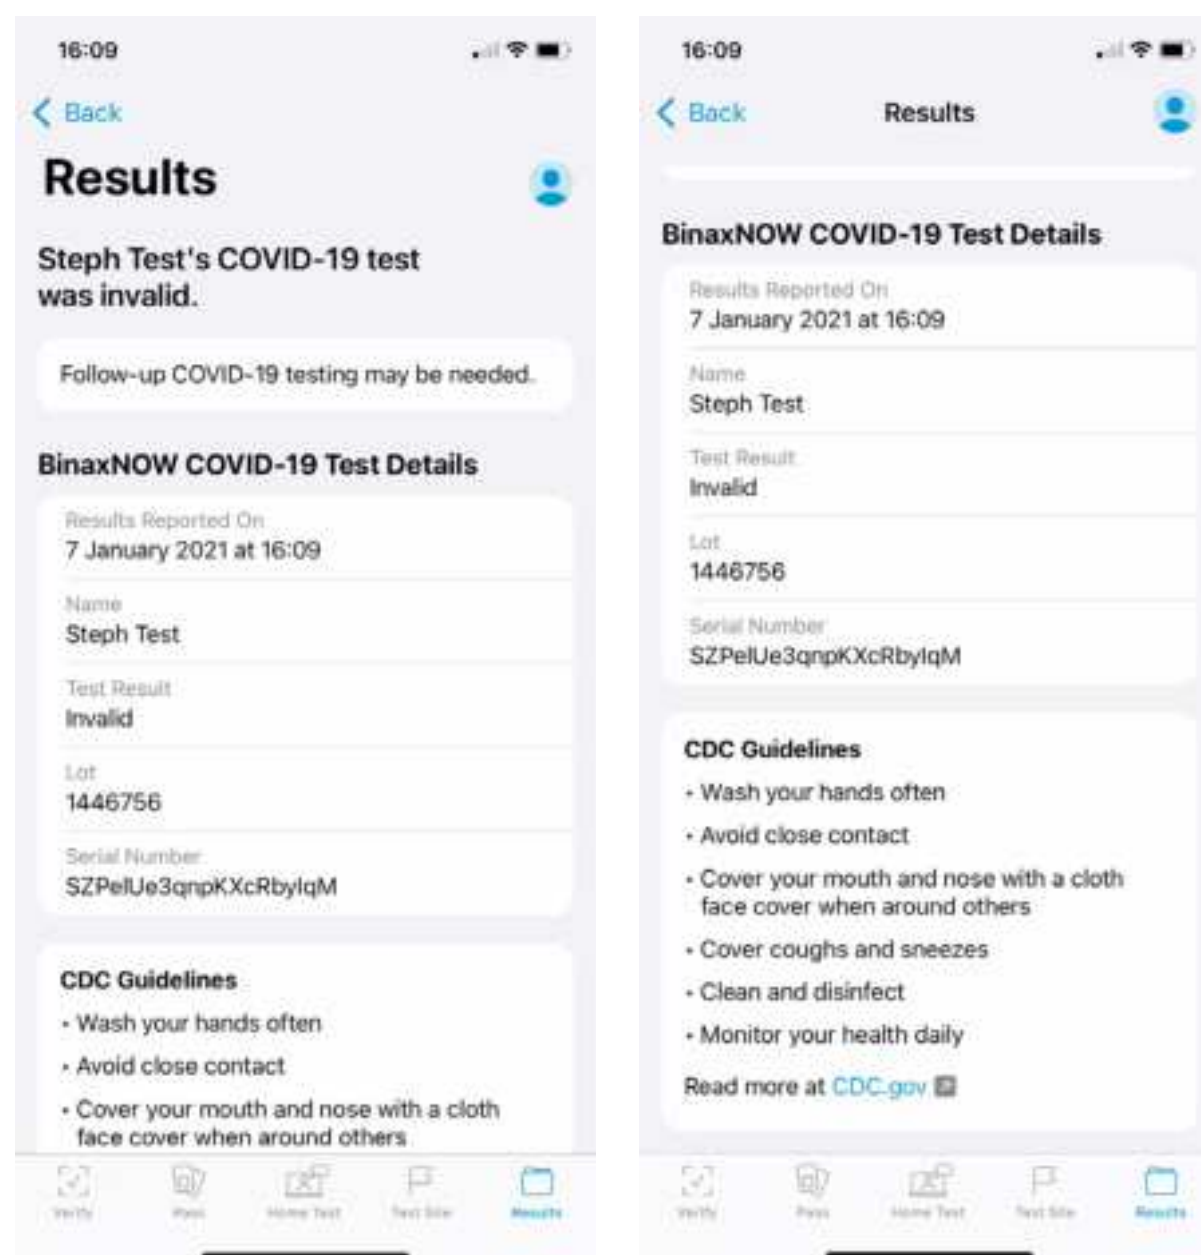 16:09
Back
Results
Steph Test's COVID-19 test
was invalid.
Follow-up COVID-19 testing may be needed.
BinaxNOW COVID-19 Test Details
Results Reported On
7 January 2021 at 16:09
Name
Steph Test
Test Result
Invalid
Lot
1446756
Serial Number
SZPelUe3qnpKXcRbylqM
CDC Guidelines
• Wash your hands often
• Avoid close contact
• Cover your mouth and nose with a cloth
face cover when around others
Verify Pass Home Test Test Site Results
16:09
Back Results
BinaxNOW COVID-19 Test Details
Results Reported On
7 January 2021 at 16:09
Name
Steph Test
Test Result
Invalid
Lot
1446756
Serial Number
SZPelUe3qnpKXcRbylqM
CDC Guidelines
• Wash your hands often
• Avoid close contact
• Cover your mouth and nose with a cloth
face cover when around others
• Cover coughs and sneezes
• Clean and disinfect
• Monitor your health daily
Read more at CDC.gov
Verify Pass Home Test Test Site Results